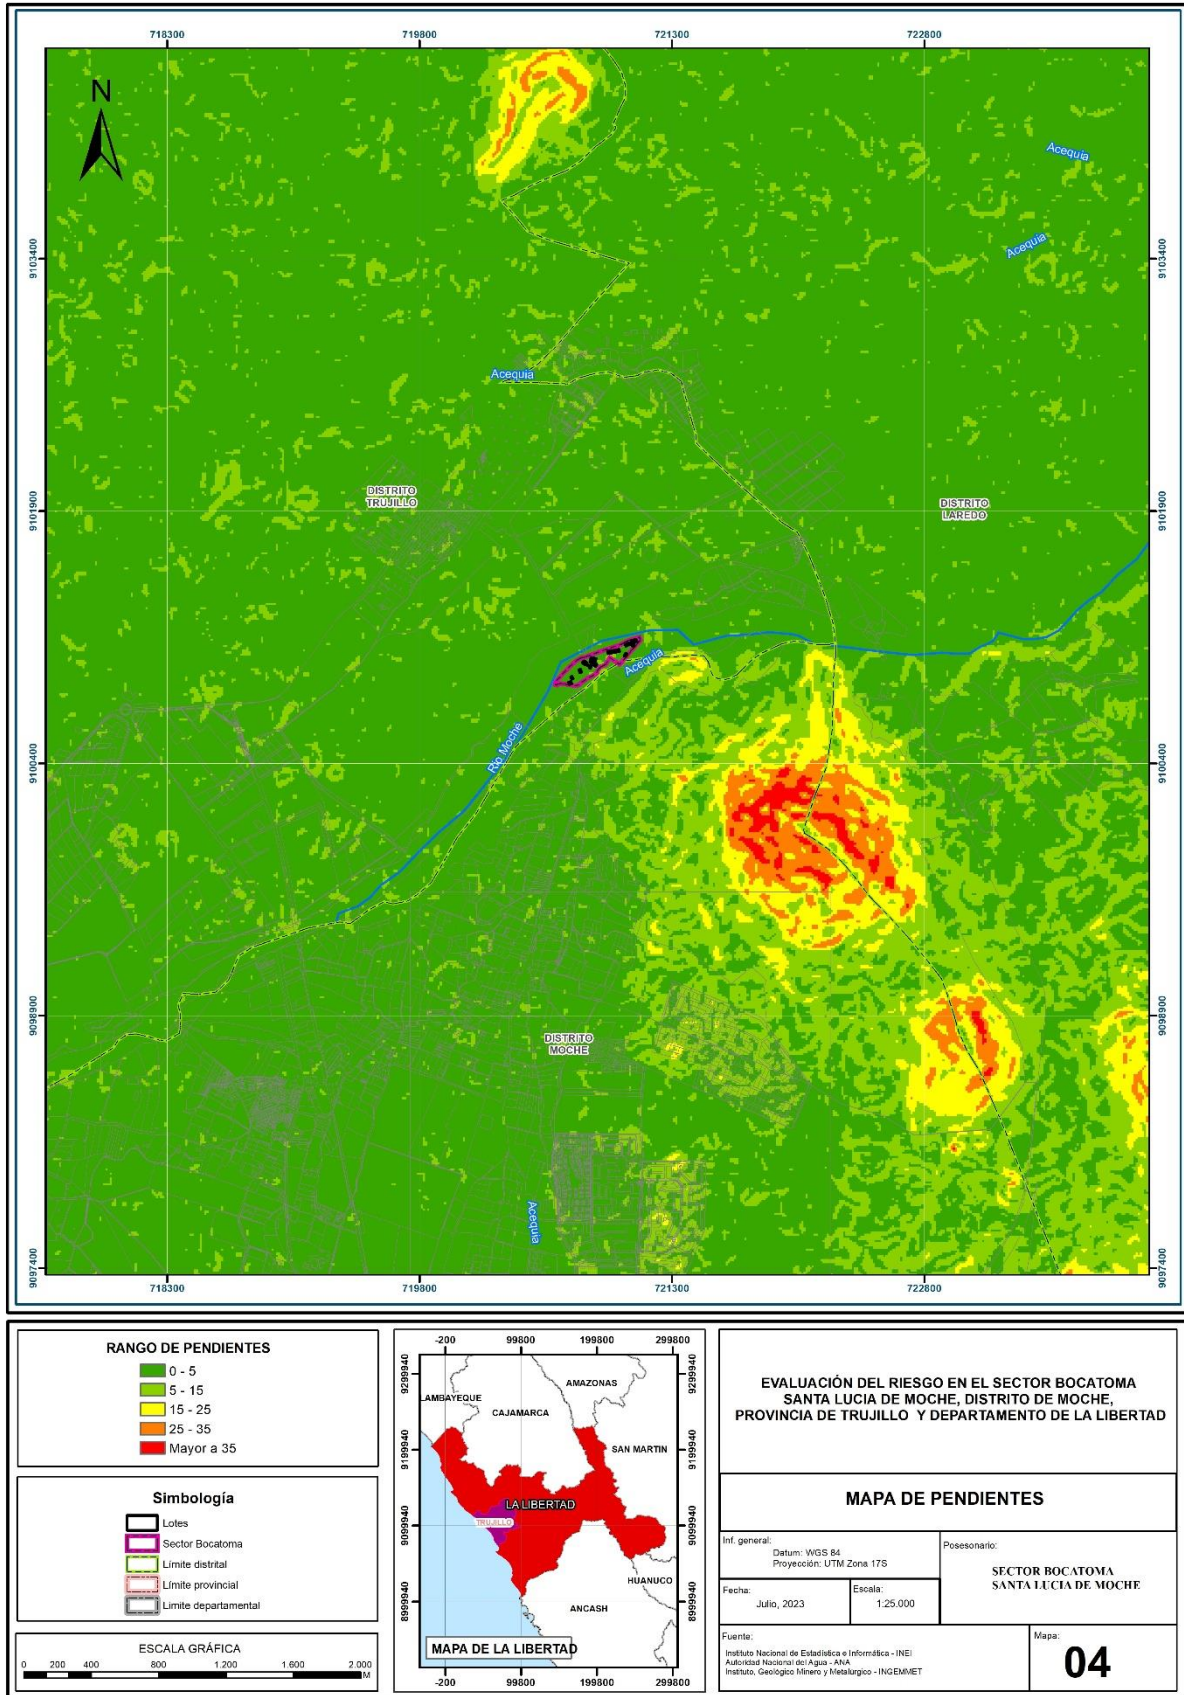 718300
719800
721300
722800
N
Acequia
Acequia
9103400
9103400
Acequia
DISTRITO
TRUJILLO
DISTRITO
LAREDO
9101900
9101900
Acequia
Río Moche
9100400
9100400
9098900
9098900
DISTRITO
MOCHE
Acequia
9097400
9097400
718300
719800
721300
722800
RANGO DE PENDIENTES
0 - 5
5 - 15
15 - 25
25 - 35
Mayor a 35
Simbología
Lotes
Sector Bocatoma
Límite distrital
Límite provincial
Limite departamental
ESCALA GRÁFICA
0 200 400 800 1.200 1.600 2.000
M
-200
99800
199800
299800
9299940
9299940
AMAZONAS
LAMBAYEQUE
CAJAMARCA
9199940
9199940
SAN MARTIN
LA LIBERTAD
TRUJILLO
9099940
9099940
HUANUCO
8999940
8999940
ANCASH
MAPA DE LA LIBERTAD
-200
99800
199800
299800
EVALUACIÓN DEL RIESGO EN EL SECTOR BOCATOMA
SANTA LUCIA DE MOCHE, DISTRITO DE MOCHE,
PROVINCIA DE TRUJILLO Y DEPARTAMENTO DE LA LIBERTAD
MAPA DE PENDIENTES
Inf. general:
Datum: WGS 84
Proyección: UTM Zona 17S
Posesonario:
SECTOR BOCATOMA
SANTA LUCIA DE MOCHE
Fecha:
Julio, 2023
Escala:
1:25.000
Fuente:
Instituto Nacional de Estadística e Informática - INEI
Autoridad Nacional del Agua - ANA
Instituto, Geológico Minero y Metalurgico - INGEMMET
Mapa:
04